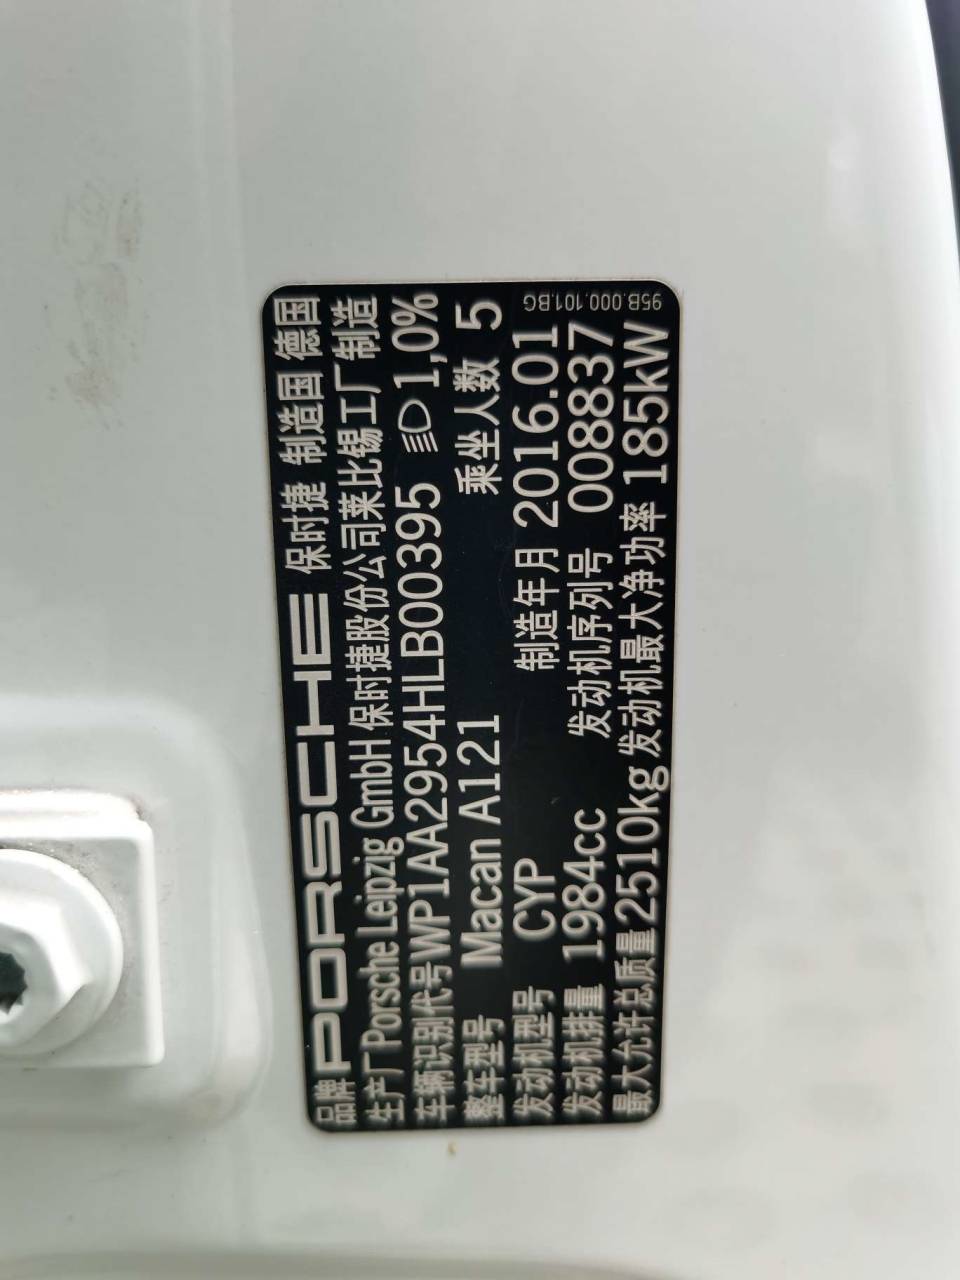 品牌 PORSCHE 保时捷 制造国 德国
生产厂 Porsche Leipzig GmbH 保时捷股份公司莱比锡工厂制造
车辆识别代号 WP1AA2954HLB00395 1,0%
整车型号 Macan A121 乘坐人数 5
发动机型号 CYP 制造年月 2016.01
发动机排量 1984cc 发动机序列号 008837
最大允许总质量 2510kg 发动机最大净功率 185kW
95B.000.101.BG